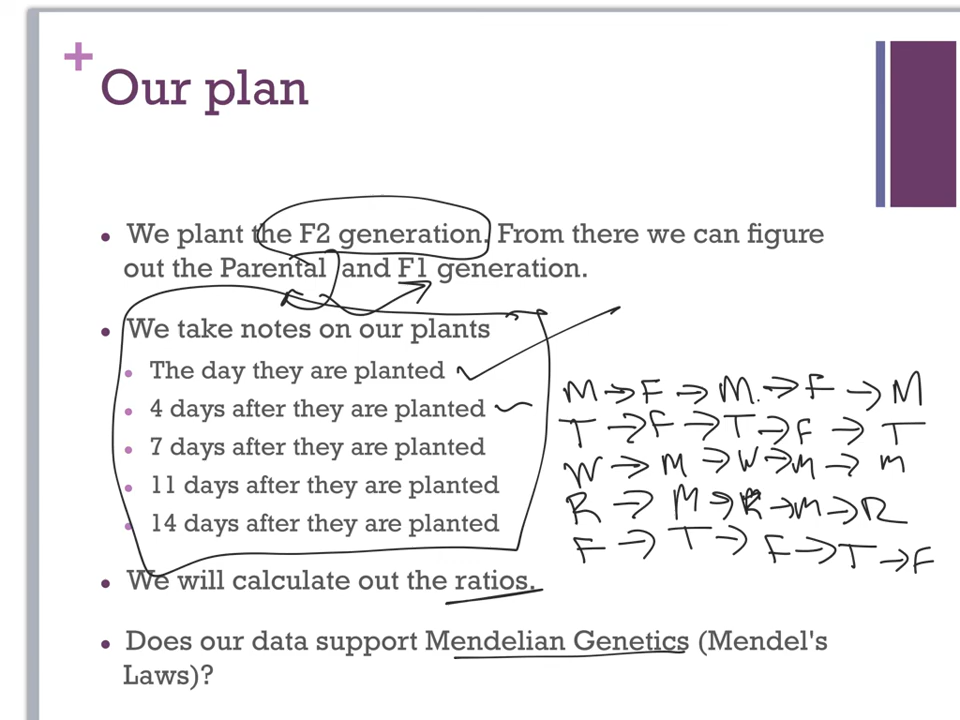 +
Our plan
• We plant the F2 generation. From there we can figure
out the Parental and F1 generation.
• We take notes on our plants
• The day they are planted
• 4 days after they are planted
• 7 days after they are planted
• 11 days after they are planted
• 14 days after they are planted
M → F → M → F → M
T → F → T → F → T
W → M → W → M → M
R → M → R → M → R
F → T → F → T → F
• We will calculate out the ratios.
• Does our data support Mendelian Genetics (Mendel's
Laws)?